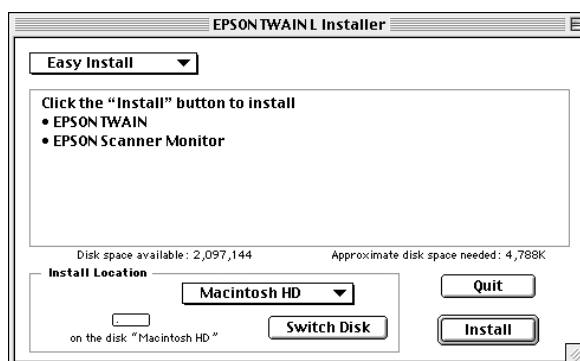 EPSON TWAIN L Installer
Easy Install
Click the “Install” button to install
• EPSON TWAIN
• EPSON Scanner Monitor
Disk space available: 2,097,144
Approximate disk space needed: 4,788K
Install Location
Macintosh HD
Quit
on the disk “Macintosh HD”
Switch Disk
Install